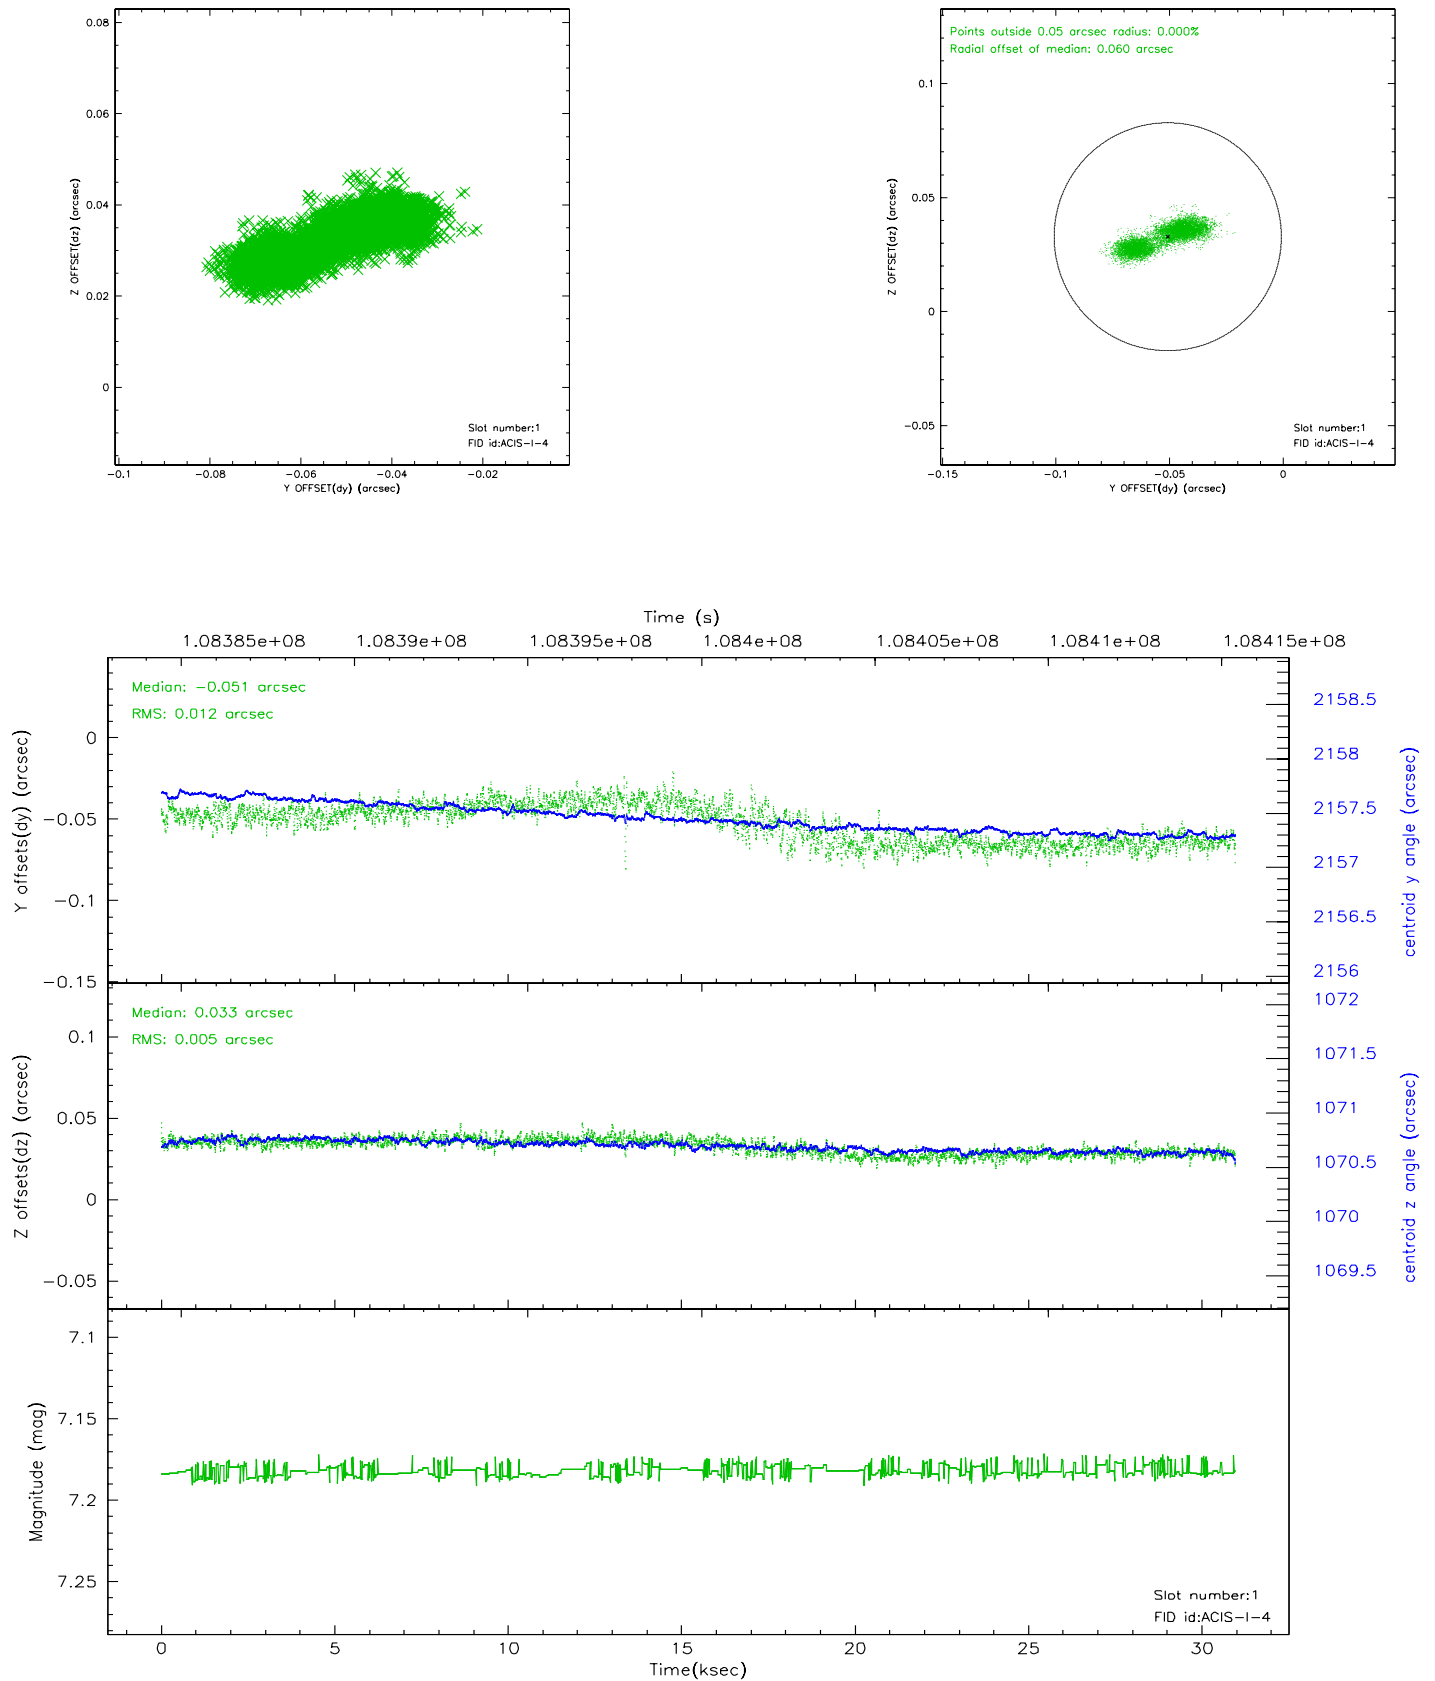 0.08
0.06
0.04
0.02
0
Z OFFSET(dz) (arcsec)
-0.1
-0.08
-0.06
-0.04
-0.02
Y OFFSET(dy) (arcsec)
Slot number:1
FID id:ACIS-I-4
Points outside 0.05 arcsec radius: 0.000%
Radial offset of median: 0.060 arcsec
0.1
0.05
0
-0.05
Z OFFSET(dz) (arcsec)
-0.15
-0.1
-0.05
0
Y OFFSET(dy) (arcsec)
Slot number:1
FID id:ACIS-I-4
Time (s)
1.08385e+08
1.0839e+08
1.08395e+08
1.084e+08
1.08405e+08
1.0841e+08
1.08415e+08
Median: -0.051 arcsec
RMS: 0.012 arcsec
0
-0.05
-0.1
-0.15
Y offsets(dy) (arcsec)
2158.5
2158
2157.5
2157
2156.5
2156
centroid y angle (arcsec)
Median: 0.033 arcsec
RMS: 0.005 arcsec
0.1
0.05
0
-0.05
Z offsets(dz) (arcsec)
1072
1071.5
1071
1070.5
1070
1069.5
centroid z angle (arcsec)
7.1
7.15
7.2
7.25
Magnitude (mag)
Slot number:1
FID id:ACIS-I-4
0
5
10
15
20
25
30
Time(ksec)